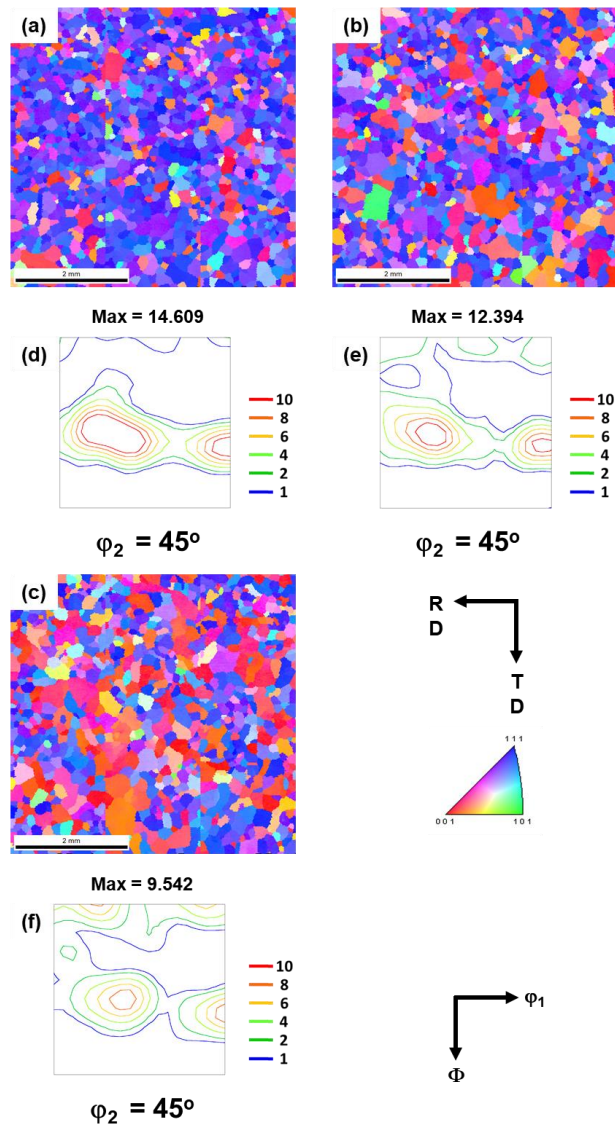 (a)
(b)
2 mm
2 mm
Max = 14.609
Max = 12.394
(d)
10
8
6
4
2
1
(e)
10
8
6
4
2
1
φ2 = 45º
φ2 = 45º
(c)
2 mm
R
D
T
D
1 1 1
0 0 1
1 0 1
Max = 9.542
(f)
10
8
6
4
2
1
φ1
Φ
φ2 = 45º